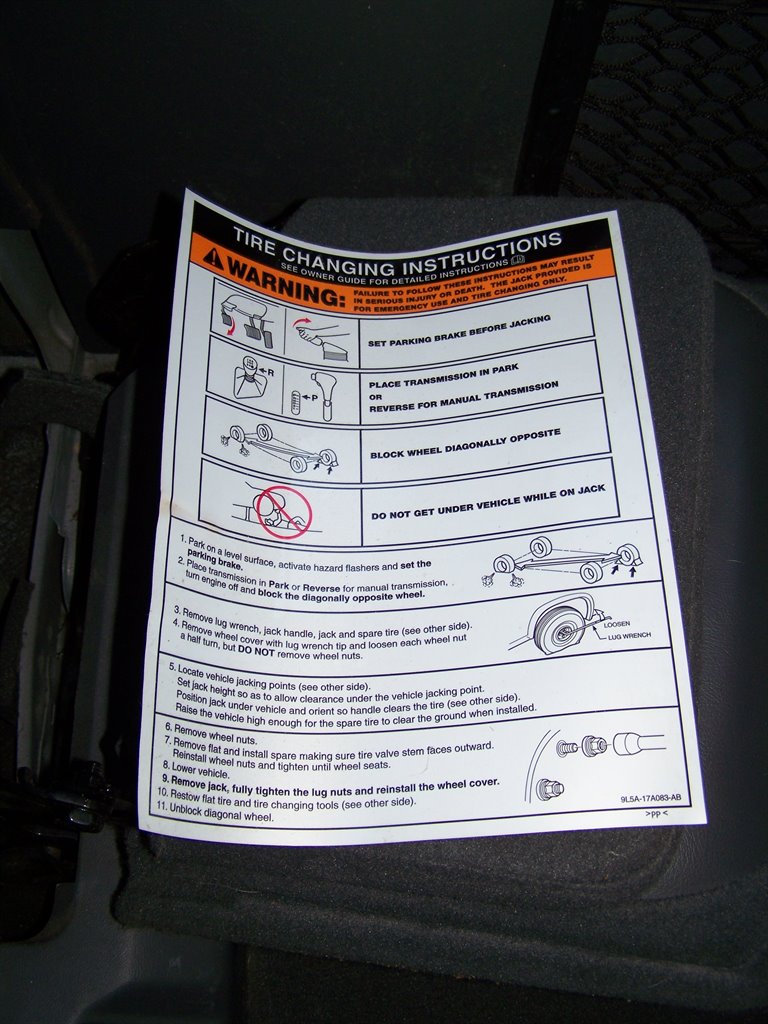 TIRE CHANGING INSTRUCTIONS
SEE OWNER GUIDE FOR DETAILED INSTRUCTIONS
WARNING:
FAILURE TO FOLLOW THESE INSTRUCTIONS MAY RESULT
IN SERIOUS INJURY OR DEATH. THE JACK PROVIDED IS
FOR EMERGENCY USE AND TIRE CHANGING ONLY.
SET PARKING BRAKE BEFORE JACKING
R
P
PLACE TRANSMISSION IN PARK
OR
REVERSE FOR MANUAL TRANSMISSION
BLOCK WHEEL DIAGONALLY OPPOSITE
DO NOT GET UNDER VEHICLE WHILE ON JACK
1. Park on a level surface, activate hazard flashers and set the
parking brake.
2. Place transmission in Park or Reverse for manual transmission,
turn engine off and block the diagonally opposite wheel.
3. Remove lug wrench, jack handle, jack and spare tire (see other side).
4. Remove wheel cover with lug wrench tip and loosen each wheel nut
a half turn, but DO NOT remove wheel nuts.
LOOSEN
LUG WRENCH
5. Locate vehicle jacking points (see other side).
Set jack height so as to allow clearance under the vehicle jacking point.
Position jack under vehicle and orient so handle clears the tire (see other side).
Raise the vehicle high enough for the spare tire to clear the ground when installed.
6. Remove wheel nuts.
7. Remove flat and install spare making sure tire valve stem faces outward.
Reinstall wheel nuts and tighten until wheel seats.
8. Lower vehicle.
9. Remove jack, fully tighten the lug nuts and reinstall the wheel cover.
10. Restow flat tire and tire changing tools (see other side).
11. Unblock diagonal wheel.
9L5A-17A083-AB
>pp<